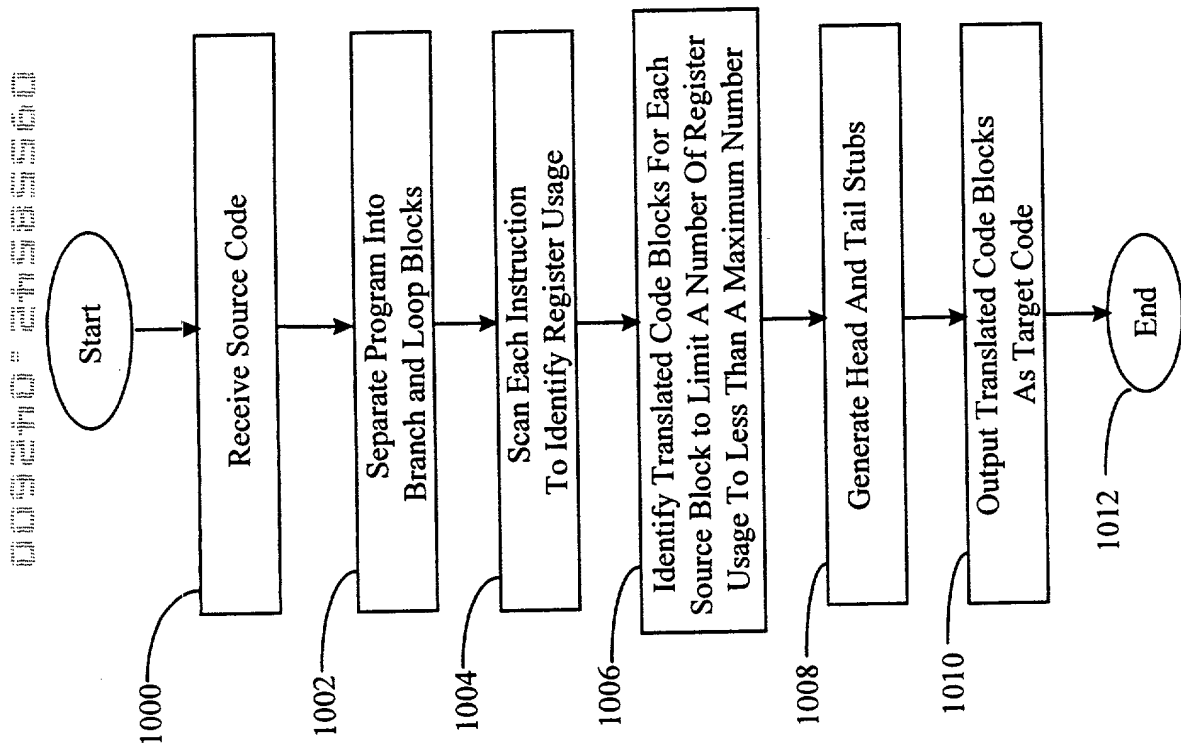 Start
1000
Receive Source Code
1002
Separate Program Into
Branch and Loop Blocks
1004
Scan Each Instruction
To Identify Register Usage
1006
Identify Translated Code Blocks For Each
Source Block to Limit A Number Of Register
Usage To Less Than A Maximum Number
1008
Generate Head And Tail Stubs
1010
Output Translated Code Blocks
As Target Code
1012
End